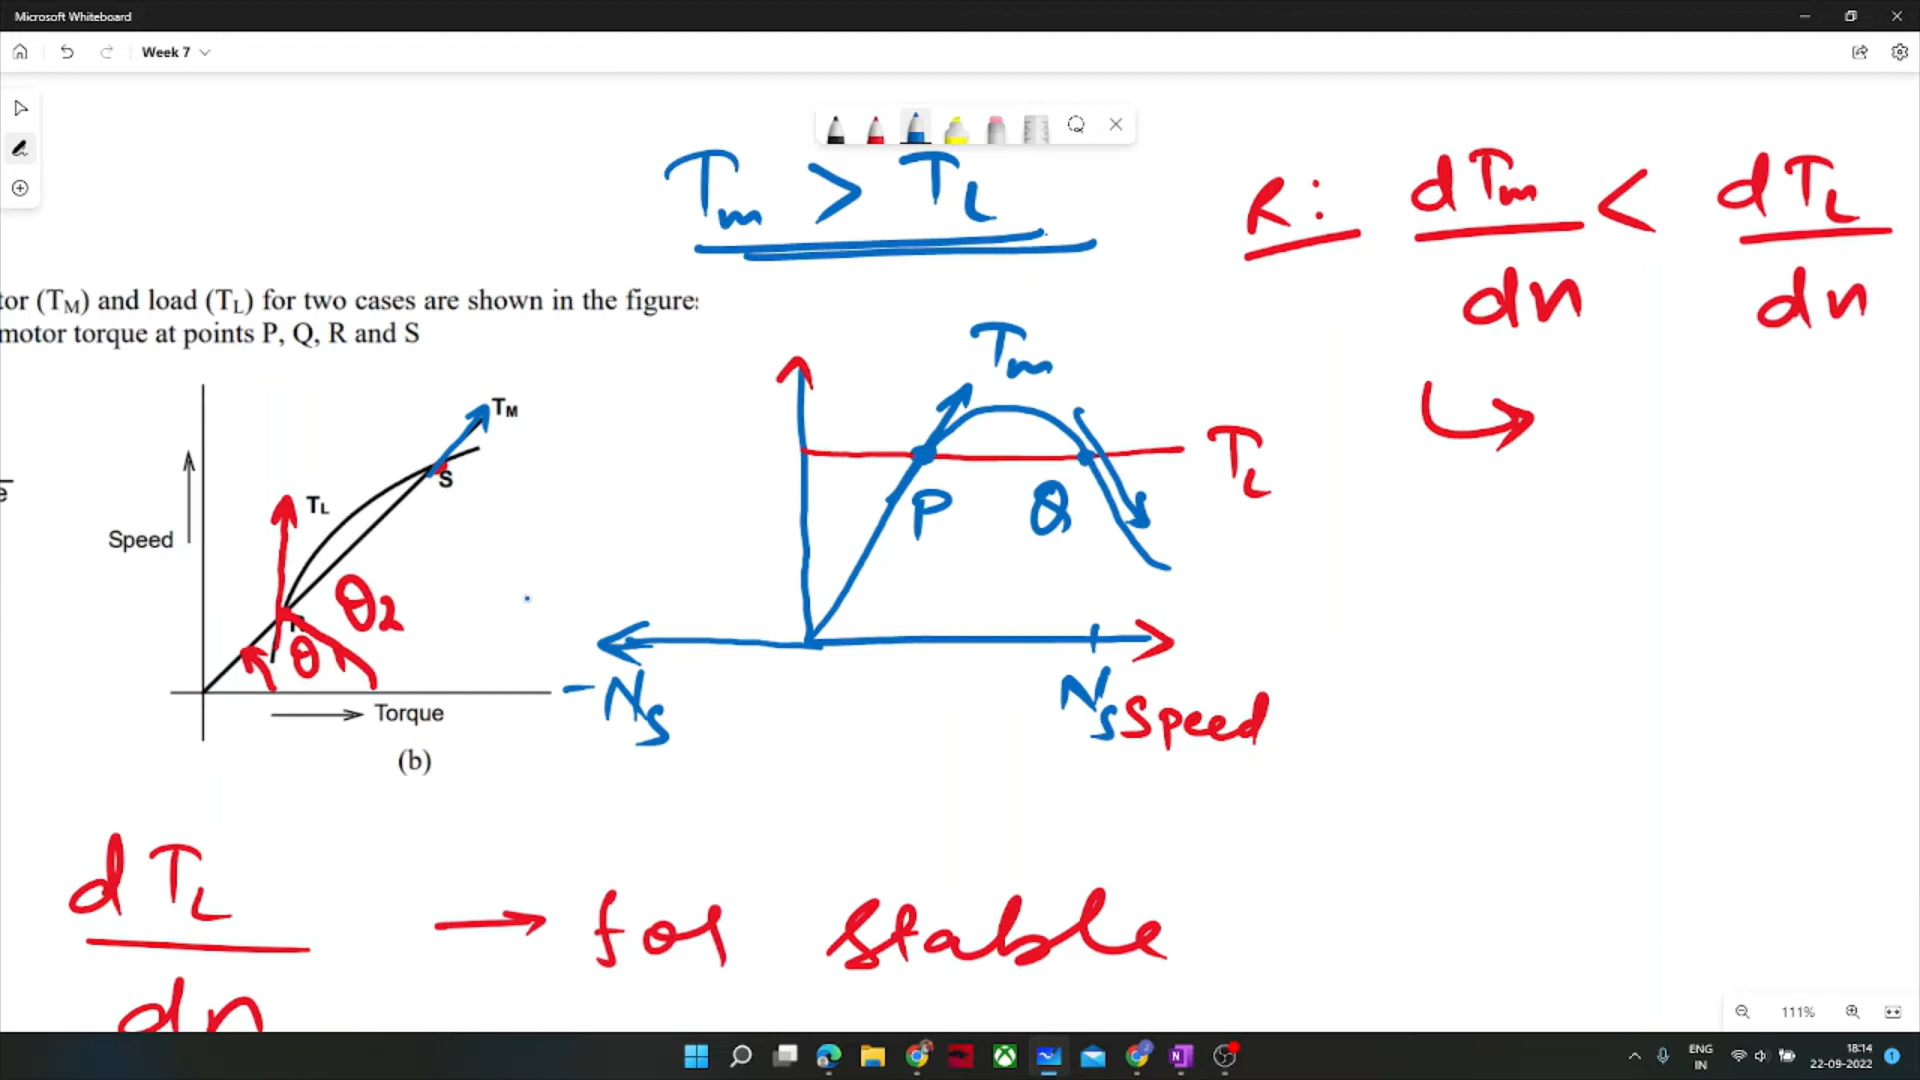 Microsoft Whiteboard
Week 7
Tm > TL
R: dTm/dn < dTL/dn
tor (TM) and load (TL) for two cases are shown in the figures
motor torque at points P, Q, R and S
TM
S
TL
Speed
R
θ
θ2
Torque
(b)
Tm
TL
P
Q
-Ns
Ns
Speed
dTL
dn
→ for stable
111%
ENG
IN
18:14
22-09-2022
1